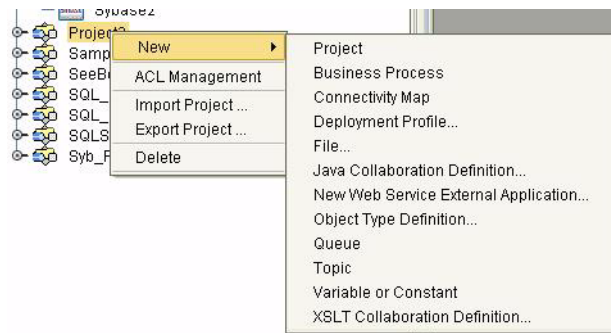 Sybase2
Project2
Samp
SeeB
SQL_
SQL_
SQLS
Syb_F
New
ACL Management
Import Project ...
Export Project ...
Delete
Project
Business Process
Connectivity Map
Deployment Profile...
File...
Java Collaboration Definition...
New Web Service External Application...
Object Type Definition...
Queue
Topic
Variable or Constant
XSLT Collaboration Definition...